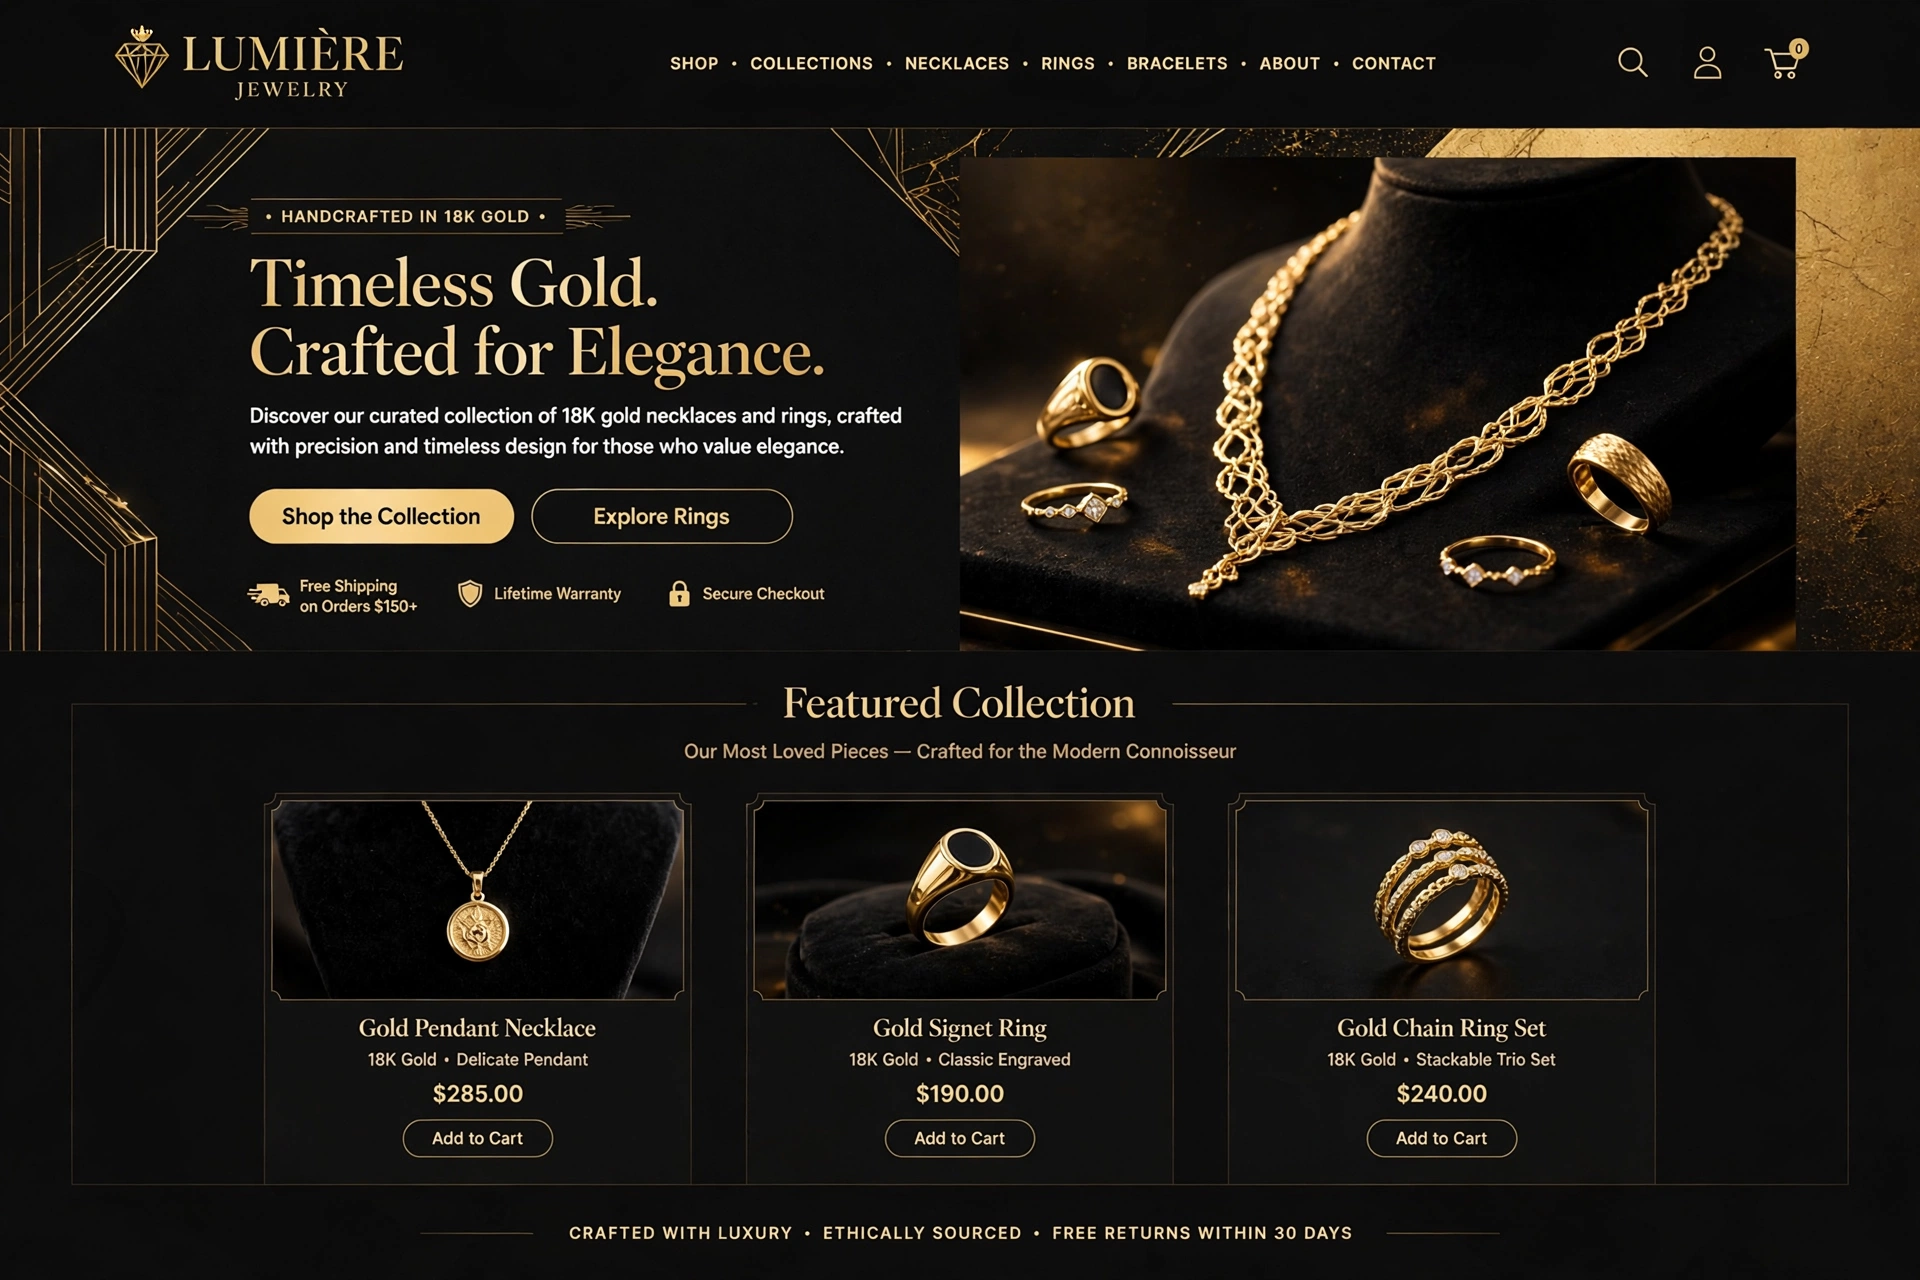 LUMIÈRE
JEWELRY
SHOP • COLLECTIONS • NECKLACES • RINGS • BRACELETS • ABOUT • CONTACT
0
• HANDCRAFTED IN 18K GOLD •
Timeless Gold.
Crafted for Elegance.
Discover our curated collection of 18K gold necklaces and rings, crafted
with precision and timeless design for those who value elegance.
Shop the Collection
Explore Rings
Free Shipping
on Orders $150+
Lifetime Warranty
Secure Checkout
Featured Collection
Our Most Loved Pieces — Crafted for the Modern Connoisseur
Gold Pendant Necklace
18K Gold • Delicate Pendant
$285.00
Add to Cart
Gold Signet Ring
18K Gold • Classic Engraved
$190.00
Add to Cart
Gold Chain Ring Set
18K Gold • Stackable Trio Set
$240.00
Add to Cart
CRAFTED WITH LUXURY • ETHICALLY SOURCED • FREE RETURNS WITHIN 30 DAYS